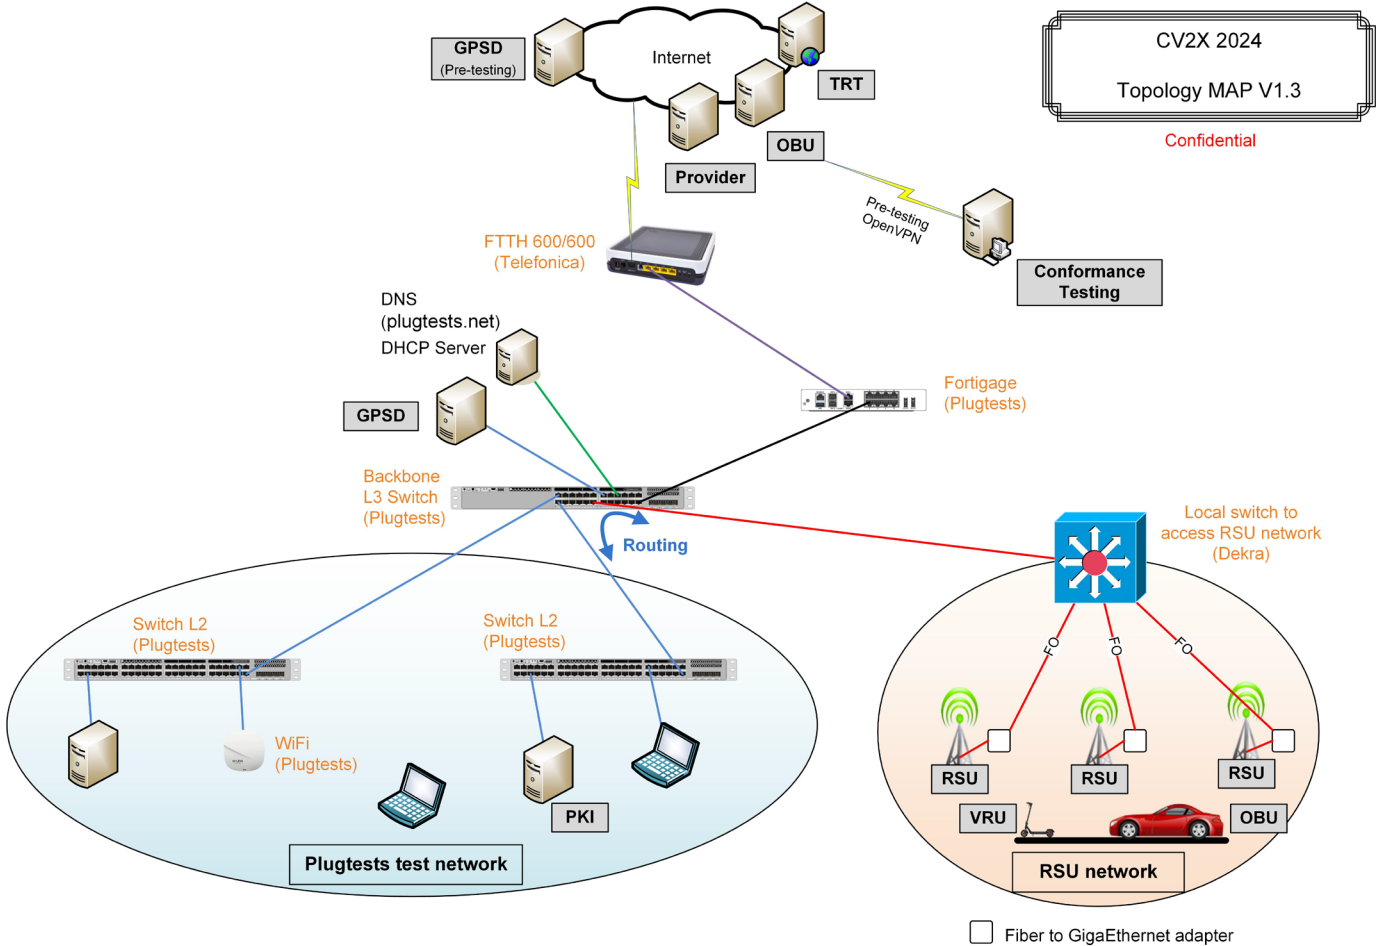 GPSD
(Pre-testing)
Internet
TRT
OBU
Provider
CV2X 2024
Topology MAP V1.3
Confidential
Pre-testing
OpenVPN
Conformance
Testing
FTTH 600/600
(Telefonica)
DNS
(plugtests.net)
DHCP Server
GPSD
Fortigage
(Plugtests)
Backbone
L3 Switch
(Plugtests)
Routing
Local switch to
access RSU network
(Dekra)
Switch L2
(Plugtests)
Switch L2
(Plugtests)
FO
FO
FO
WiFi
(Plugtests)
PKI
Plugtests test network
RSU
RSU
RSU
VRU
OBU
RSU network
Fiber to GigaEthernet adapter